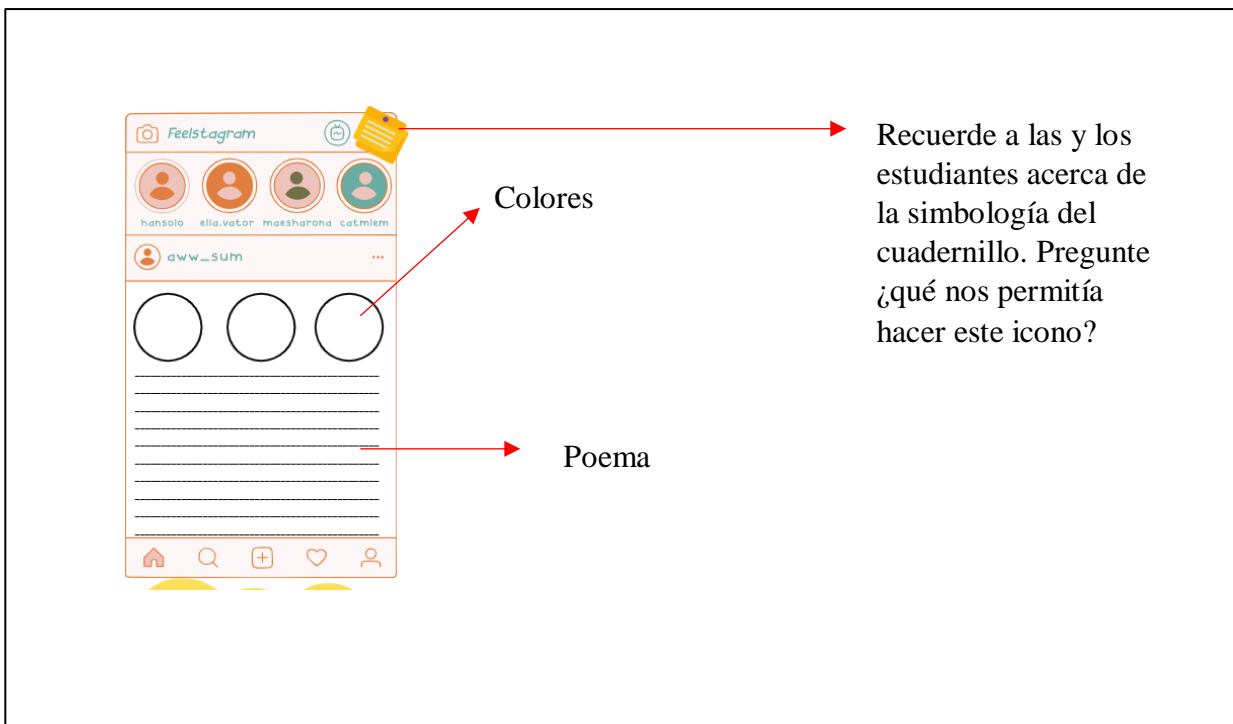 Feelstagram
hansolo ella.vator maesharona catmiem
aww_sum
Colores
Poema
Recuerde a las y los
estudiantes acerca de
la simbología del
cuadernillo. Pregunte
¿qué nos permitía
hacer este icono?